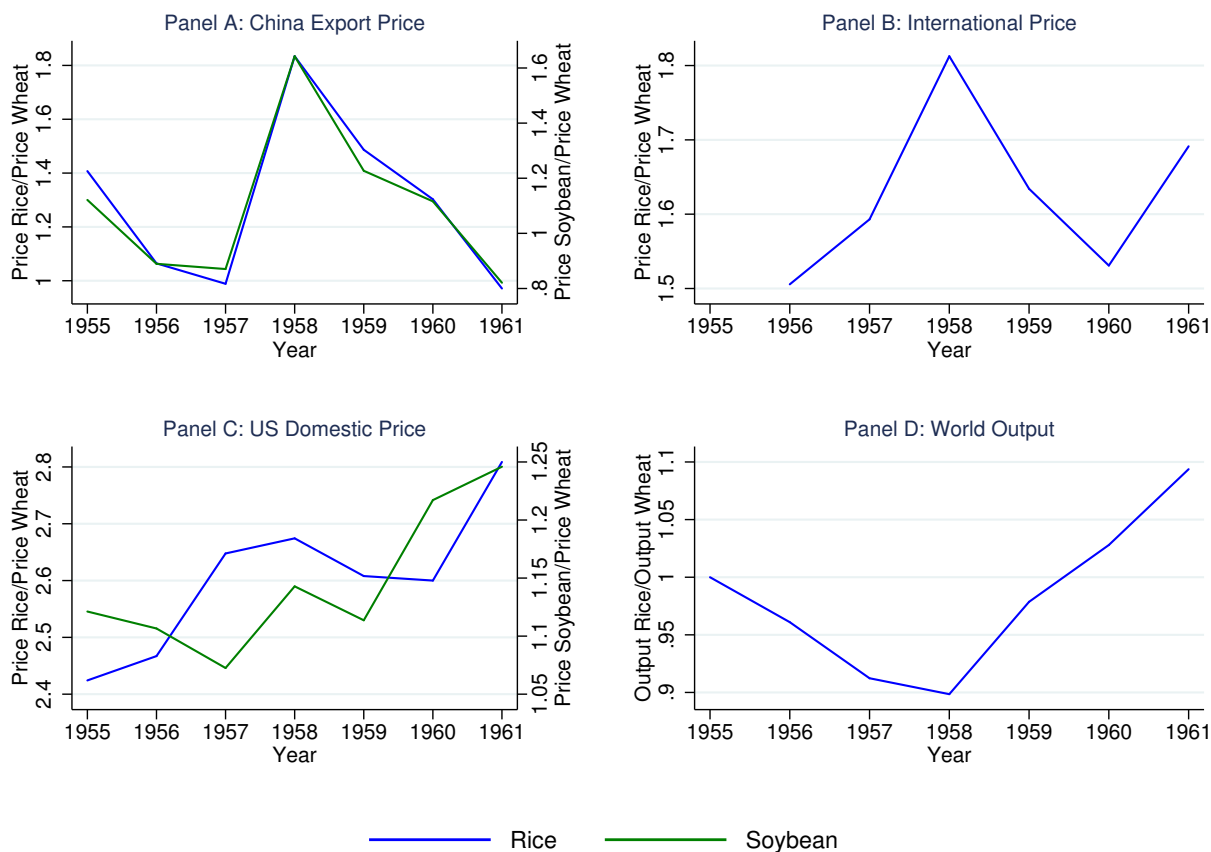 Panel A: China Export Price
Price Rice/Price Wheat
1.8
1.6
1.4
1.2
1
Price Soybean/Price Wheat
1.6
1.4
1.2
1
.8
1955 1956 1957 1958 1959 1960 1961
Year
Panel B: International Price
Price Rice/Price Wheat
1.8
1.7
1.6
1.5
1955 1956 1957 1958 1959 1960 1961
Year
Panel C: US Domestic Price
Price Rice/Price Wheat
2.8
2.7
2.6
2.5
2.4
Price Soybean/Price Wheat
1.25
1.2
1.15
1.1
1.05
1955 1956 1957 1958 1959 1960 1961
Year
Panel D: World Output
Output Rice/Output Wheat
1.1
1.05
1
.95
.9
1955 1956 1957 1958 1959 1960 1961
Year
Rice Soybean